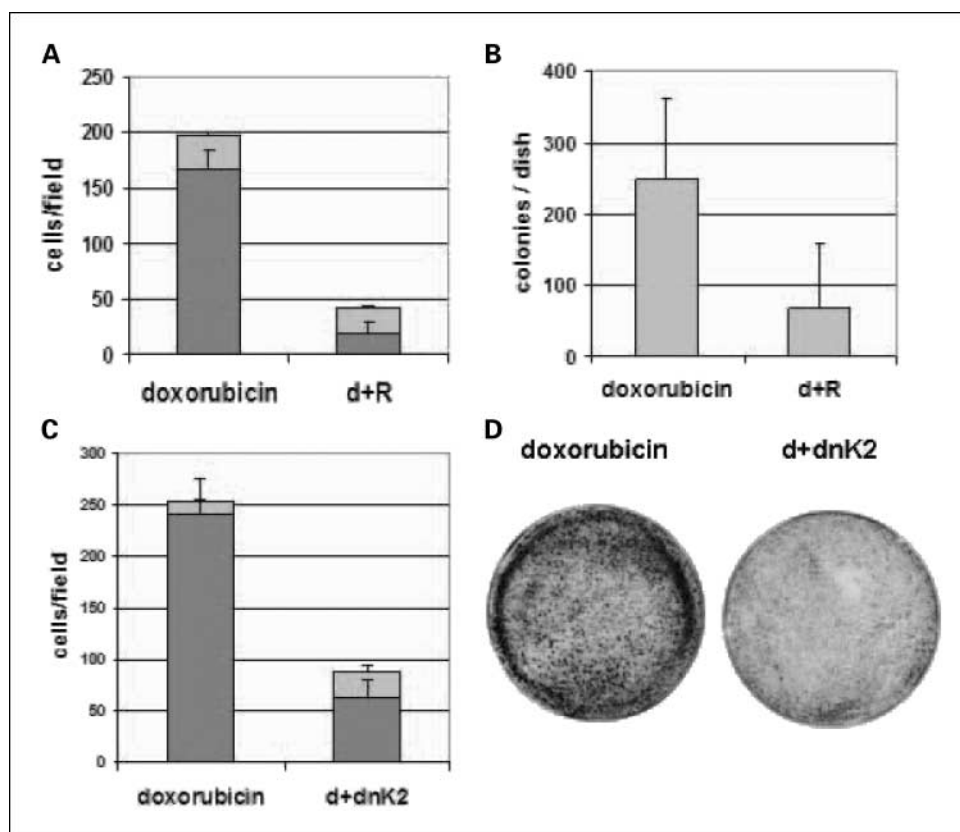 A
cells/field
250
200
150
100
50
0
doxorubicin d+R
B
colonies / dish
400
300
200
100
0
doxorubicin d+R
C
cells/field
300
250
200
150
100
50
0
doxorubicin d+dnK2
D
doxorubicin d+dnK2